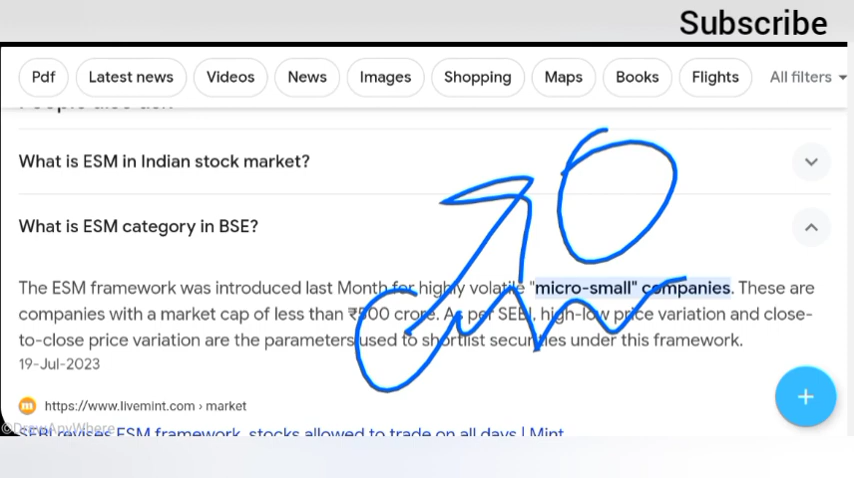 Subscribe
Pdf Latest news Videos News Images Shopping Maps Books Flights All filters
People also ask
What is ESM in Indian stock market?
What is ESM category in BSE?
The ESM framework was introduced last Month for highly volatile "micro-small" companies. These are
companies with a market cap of less than ₹500 crore. As per SEBI, high-low price variation and close-
to-close price variation are the parameters used to shortlist securities under this framework.
19-Jul-2023
m https://www.livemint.com › market
©DrawAnyWhere
SEBI revises ESM framework, stocks allowed to trade on all days | Mint